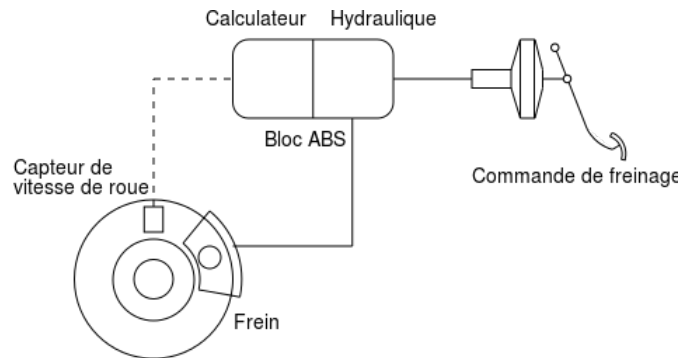 Calculateur
Hydraulique
Bloc ABS
Capteur de
vitesse de roue
Commande de freinage
Frein